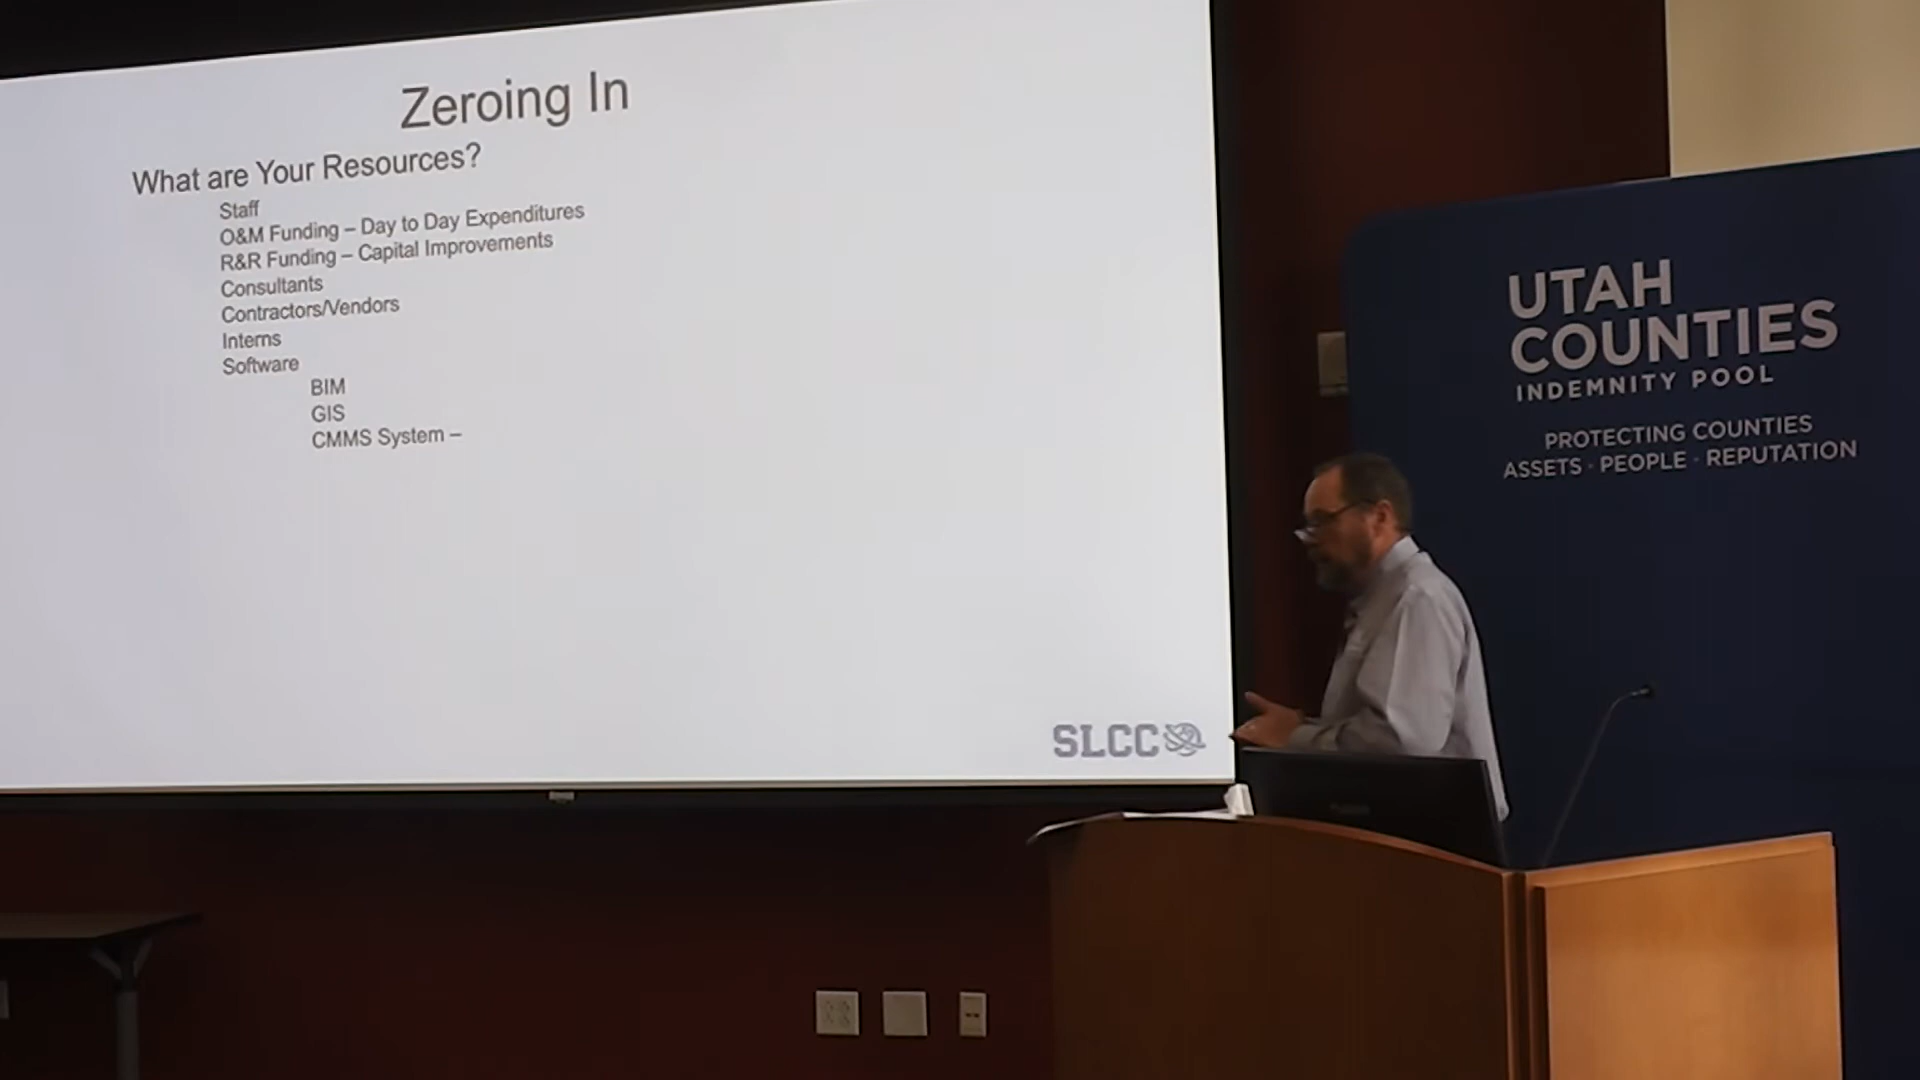 Zeroing In
What are Your Resources?
Staff
O&M Funding – Day to Day Expenditures
R&R Funding – Capital Improvements
Consultants
Contractors/Vendors
Interns
Software
BIM
GIS
CMMS System –
SLCC
UTAH
COUNTIES
INDEMNITY POOL
PROTECTING COUNTIES
ASSETS · PEOPLE · REPUTATION